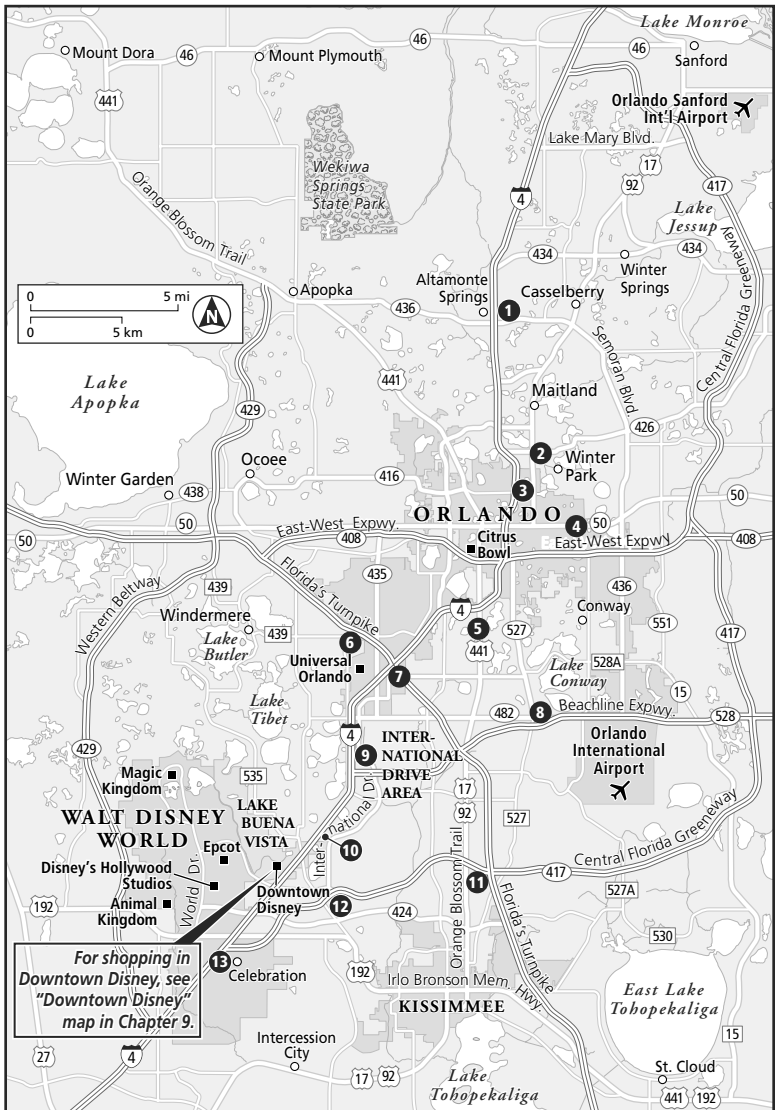 Lake Monroe
46
Mount Dora
46
Mount Plymouth
46
Sanford
441
Orlando Sanford
Int'l Airport
Lake Mary Blvd.
17
92
417
Wekiwa
Springs
State Park
4
Orange Blossom Trail
Lake
Jessup
434
434
Winter
Springs
Altamonte
Springs
Casselberry
0 5 mi
0 5 km
N
Apopka
436
1
Semoran Blvd.
Central Florida Greeneway
Lake
Apopka
441
429
Maitland
426
2
Winter
Park
Ocoee
416
Winter Garden
438
3
ORLANDO
50
50
4
50
50
East-West Expwy.
408
Citrus
Bowl
East-West Expwy
408
Western Beltway
Florida's Turnpike
435
439
436
4
Conway
Windermere
439
5
527
551
417
Lake
Butler
6
441
Universal
Orlando
7
Lake
Conway
528A
Lake
Tibet
15
482
8
Beachline Expwy.
528
4
429
9
INTER-
NATIONAL
DRIVE
AREA
Orlando
International
Airport
Magic
Kingdom
535
17
92
527
WALT DISNEY
WORLD
LAKE
BUENA
VISTA
International Dr.
10
Epcot
Disney's Hollywood
Studios
World Dr.
Downtown
Disney
Orange Blossom Trail
11
417
Central Florida Greeneway
527A
192
Animal
Kingdom
12
424
Florida's Turnpike
530
For shopping in
Downtown Disney, see
"Downtown Disney"
map in Chapter 9.
13
Celebration
192
Irlo Bronson Mem. Hwy.
KISSIMMEE
East Lake
Tohopekaliga
15
27
4
Intercession
City
17
92
Lake
Tohopekaliga
St. Cloud
441
192